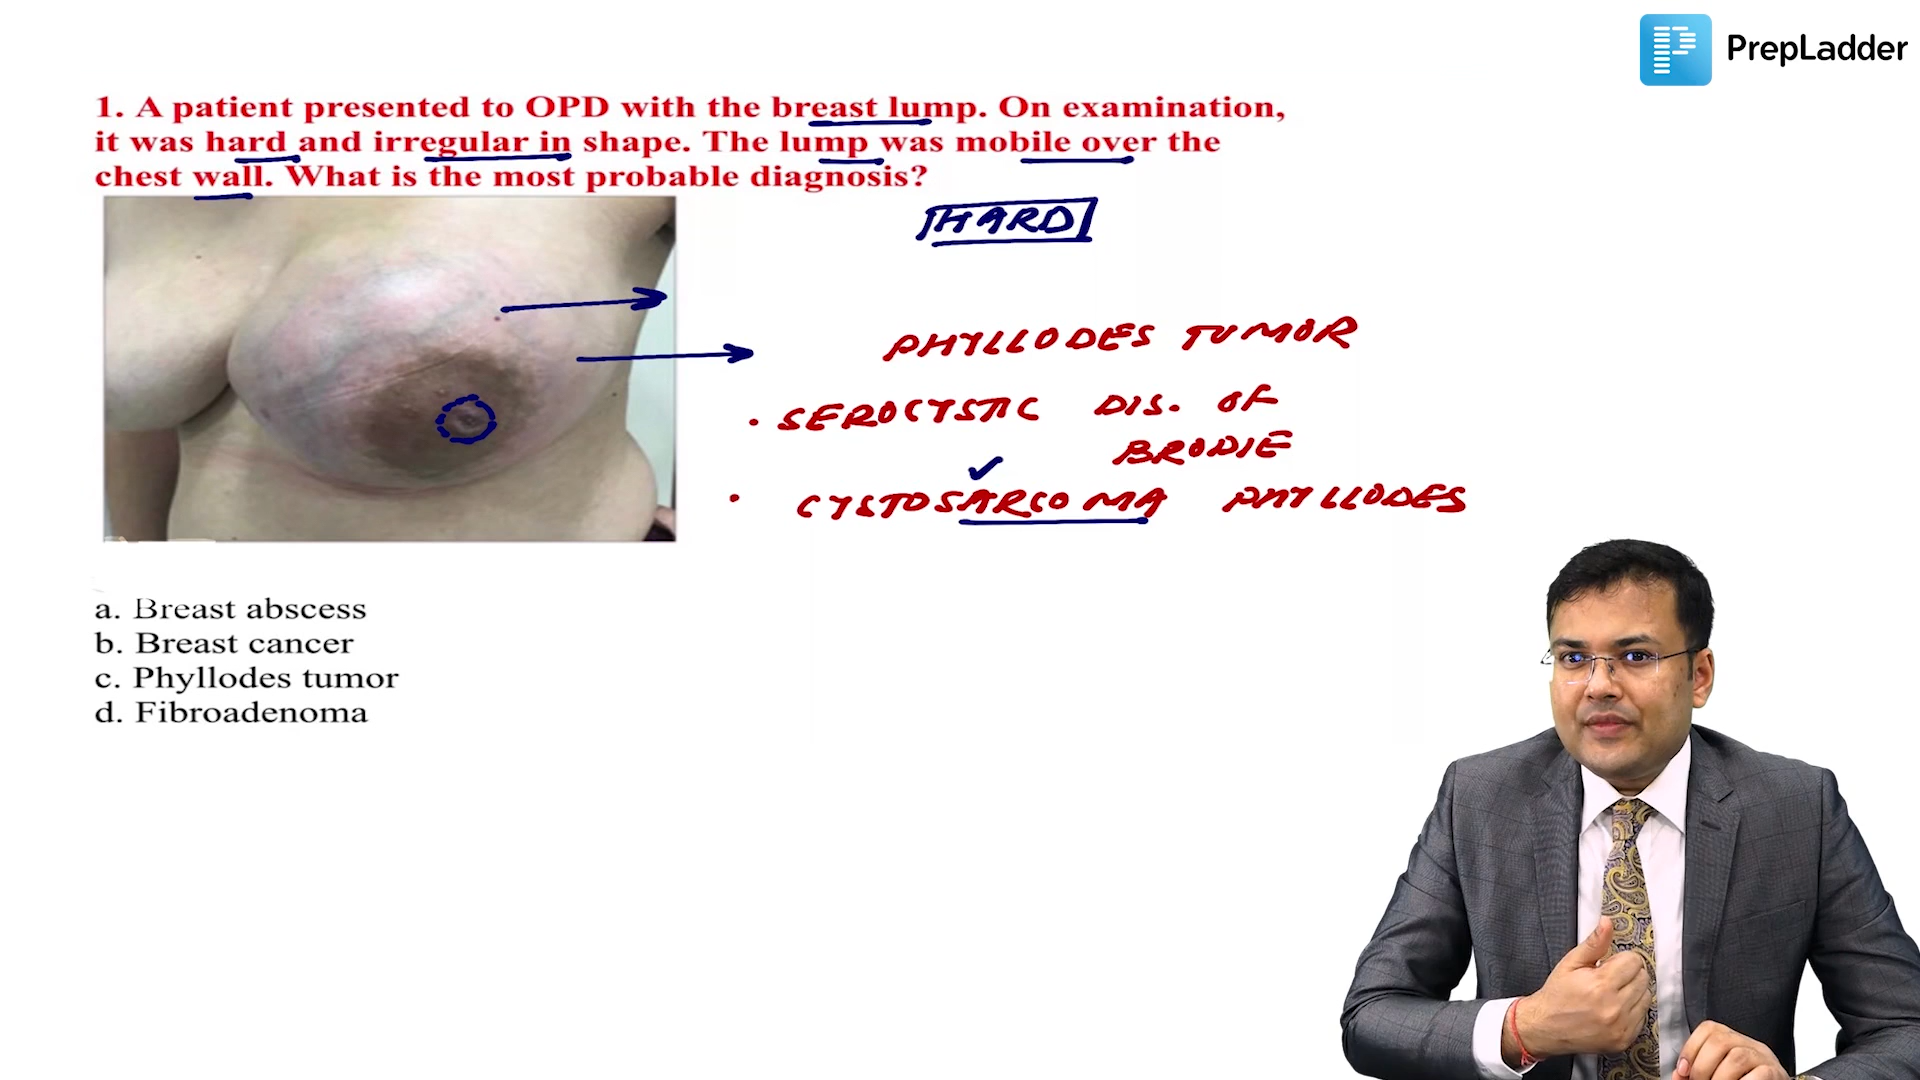 PrepLadder
1. A patient presented to OPD with the breast lump. On examination,
it was hard and irregular in shape. The lump was mobile over the
chest wall. What is the most probable diagnosis?
HARD
PHYLLODES TUMOR
• SEROCYSTIC DIS. OF
BRODIE
• CYSTOSARCOMA PHYLLODES
a. Breast abscess
b. Breast cancer
c. Phyllodes tumor
d. Fibroadenoma